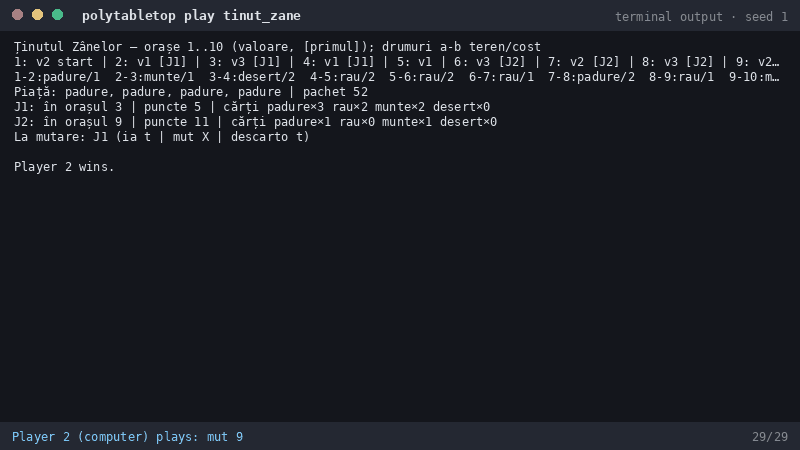 polytabletop play tinut_zane
terminal output · seed 1
Ținutul Zânelor — orașe 1..10 (valoare, [primul]); drumuri a-b teren/cost
1: v2 start | 2: v1 [J1] | 3: v3 [J1] | 4: v1 [J1] | 5: v1 | 6: v3 [J2] | 7: v2 [J2] | 8: v3 [J2] | 9: v2…
1-2:padure/1  2-3:munte/1  3-4:desert/2  4-5:rau/2  5-6:rau/2  6-7:rau/1  7-8:padure/2  8-9:rau/1  9-10:m…
Piață: padure, padure, padure, padure | pachet 52
J1: în orașul 3 | puncte 5 | cărți padure×3 rau×2 munte×2 desert×0
J2: în orașul 9 | puncte 11 | cărți padure×1 rau×0 munte×1 desert×0
La mutare: J1 (ia t | mut X | descarto t)
Player 2 wins.
Player 2 (computer) plays: mut 9
29/29